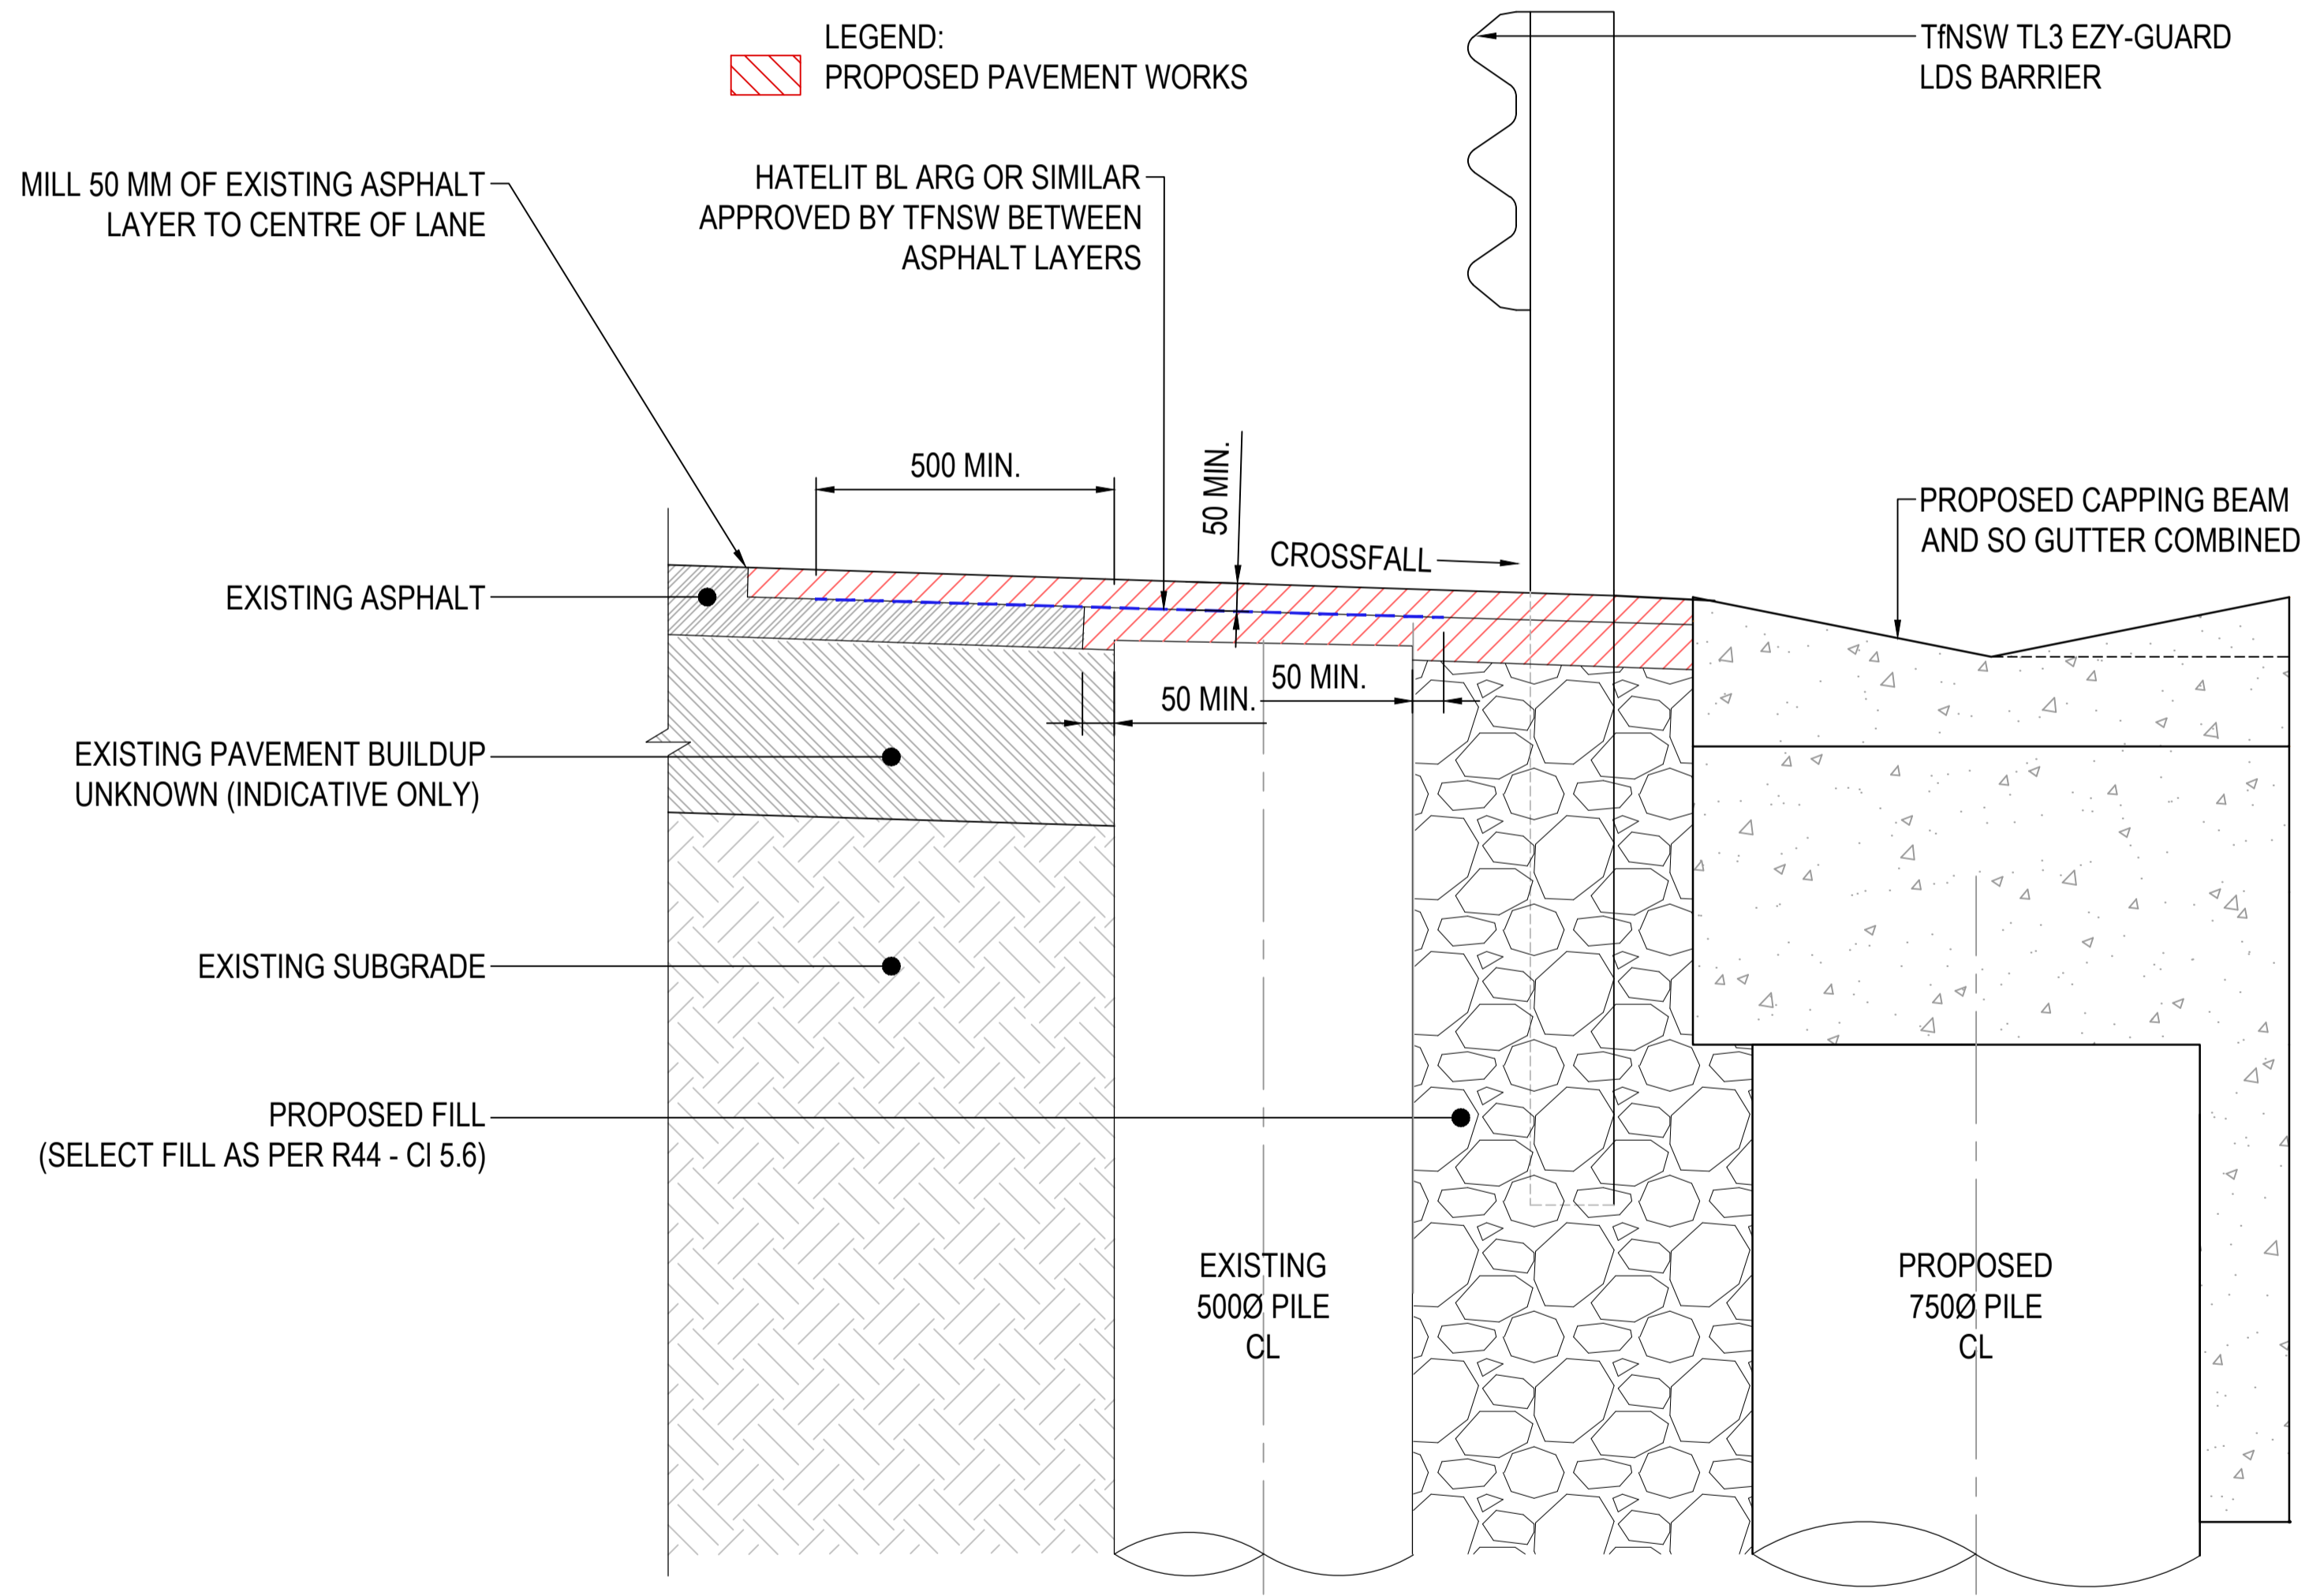 LEGEND:
PROPOSED PAVEMENT WORKS
TfNSW TL3 EZY-GUARD
LDS BARRIER
MILL 50 MM OF EXISTING ASPHALT
LAYER TO CENTRE OF LANE
HATELIT BL ARG OR SIMILAR
APPROVED BY TFNSW BETWEEN
ASPHALT LAYERS
500 MIN.
50 MIN.
CROSSFALL
PROPOSED CAPPING BEAM
AND SO GUTTER COMBINED
EXISTING ASPHALT
50 MIN.
50 MIN.
EXISTING PAVEMENT BUILDUP
UNKNOWN (INDICATIVE ONLY)
EXISTING SUBGRADE
PROPOSED FILL
(SELECT FILL AS PER R44 - Cl 5.6)
EXISTING
500Ø PILE
CL
PROPOSED
750Ø PILE
CL